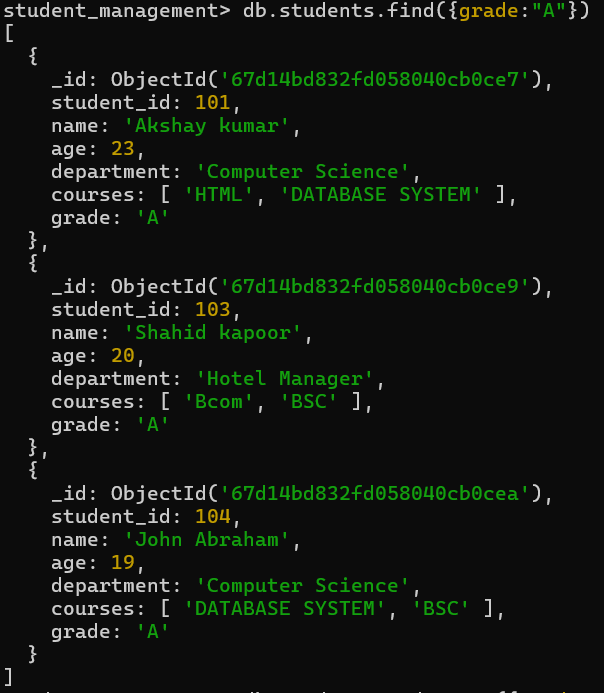 student_management> db.students.find({grade:"A"})
[
  {
    _id: ObjectId('67d14bd832fd058040cb0ce7'),
    student_id: 101,
    name: 'Akshay kumar',
    age: 23,
    department: 'Computer Science',
    courses: [ 'HTML', 'DATABASE SYSTEM' ],
    grade: 'A'
  },
  {
    _id: ObjectId('67d14bd832fd058040cb0ce9'),
    student_id: 103,
    name: 'Shahid kapoor',
    age: 20,
    department: 'Hotel Manager',
    courses: [ 'Bcom', 'BSC' ],
    grade: 'A'
  },
  {
    _id: ObjectId('67d14bd832fd058040cb0cea'),
    student_id: 104,
    name: 'John Abraham',
    age: 19,
    department: 'Computer Science',
    courses: [ 'DATABASE SYSTEM', 'BSC' ],
    grade: 'A'
  }
]